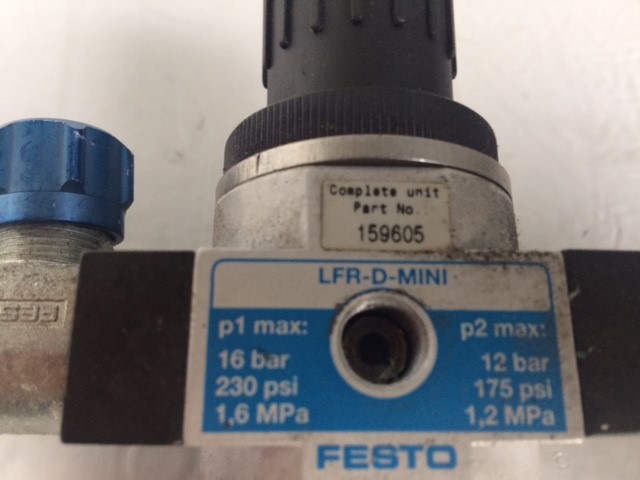 Complete unit
Part No.
159605
LFR-D-MINI
p1 max:
16 bar
230 psi
1,6 MPa
p2 max:
12 bar
175 psi
1,2 MPa
FESTO